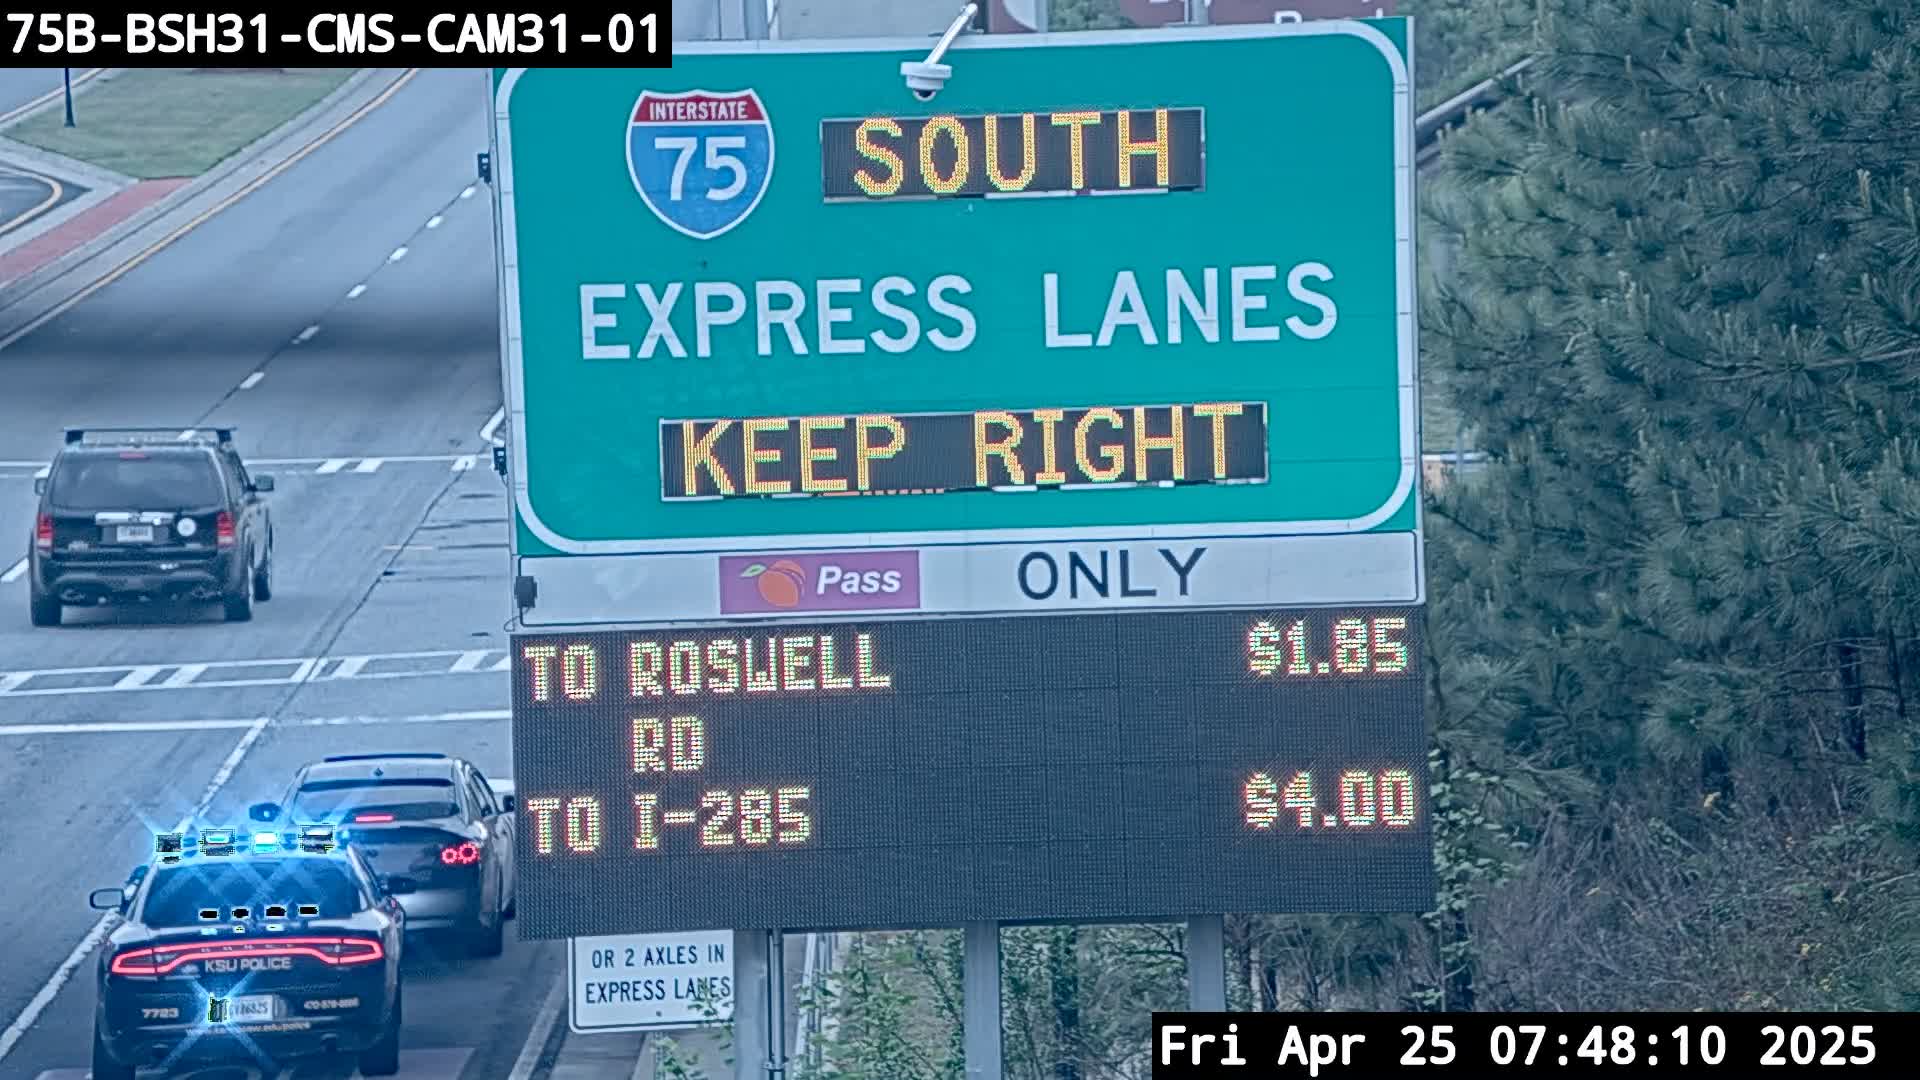 75B-BSH31-CMS-CAM31-01
INTERSTATE
75
SOUTH
EXPRESS LANES
KEEP RIGHT
Pass
ONLY
TO ROSWELL $1.85
RD
TO I-285 $4.00
OR 2 AXLES IN
EXPRESS LANES
KSU POLICE
7723
Fri Apr 25 07:48:10 2025